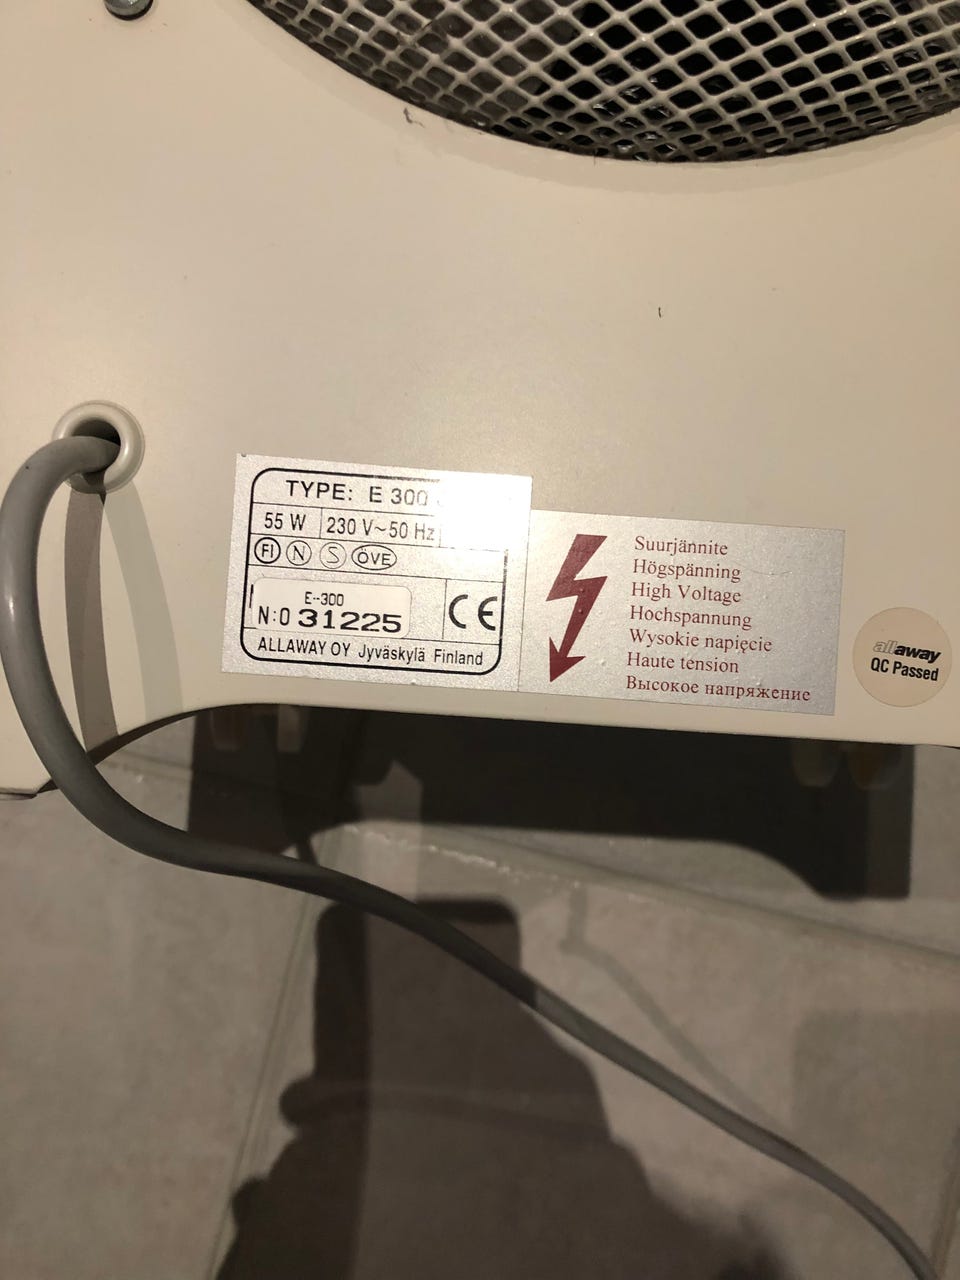 TYPE: E 300
55 W 230 V~50 Hz
FI N S ÖVE
E--300
N:O 31225
CE
ALLAWAY OY Jyväskylä Finland
Suurjännite
Högspänning
High Voltage
Hochspannung
Wysokie napięcie
Haute tension
Высокое напряжение
allaway
QC Passed